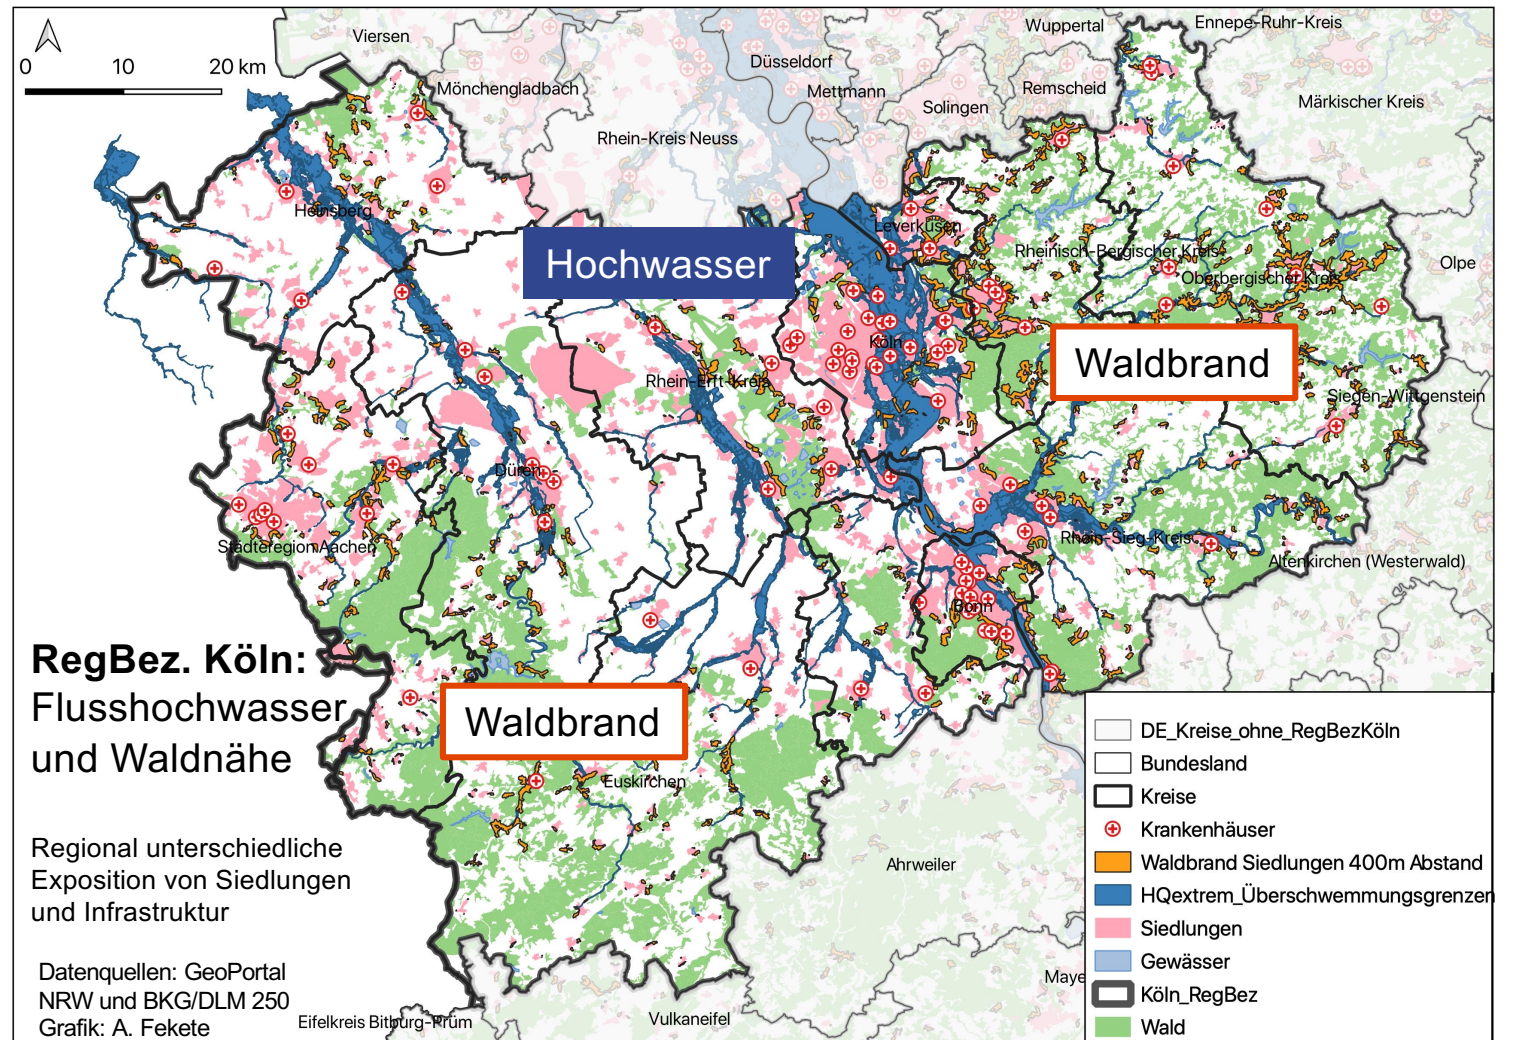 Viersen
Wuppertal
Ennepe-Ruhr-Kreis
0 10 20 km
Düsseldorf
Mönchengladbach
Mettmann
Remscheid
Solingen
Märkischer Kreis
Rhein-Kreis Neuss
Heinsberg
Leverkusen
Rheinisch-Bergischer Kreis
Oberbergischer Kreis
Olpe
Hochwasser
Köln
Waldbrand
Rhein-Erft-Kreis
Siegen-Wittgenstein
Düren
Städteregion Aachen
Rhein-Sieg-Kreis
Altenkirchen (Westerwald)
Bonn
RegBez. Köln:
Flusshochwasser
und Waldnähe
Waldbrand
Euskirchen
Regional unterschiedliche
Exposition von Siedlungen
und Infrastruktur
Ahrweiler
Datenquellen: GeoPortal
NRW und BKG/DLM 250
Grafik: A. Fekete
Eifelkreis Bitburg-Prüm
Vulkaneifel
Maye
DE_Kreise_ohne_RegBezKöln
Bundesland
Kreise
Krankenhäuser
Waldbrand Siedlungen 400m Abstand
HQextrem_Überschwemmungsgrenzen
Siedlungen
Gewässer
Köln_RegBez
Wald